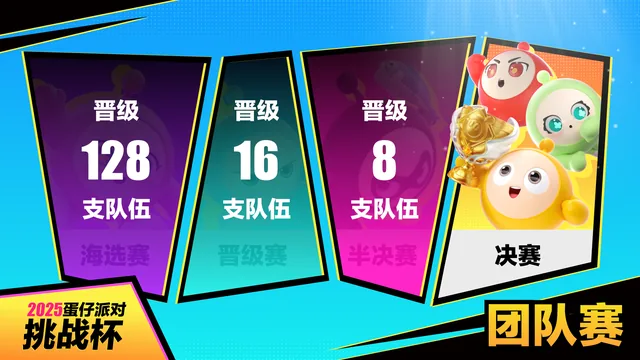 晋级
128
支队伍
海选赛
晋级
16
支队伍
晋级赛
晋级
8
支队伍
半决赛
决赛
2025蛋仔派对
挑战杯
团队赛